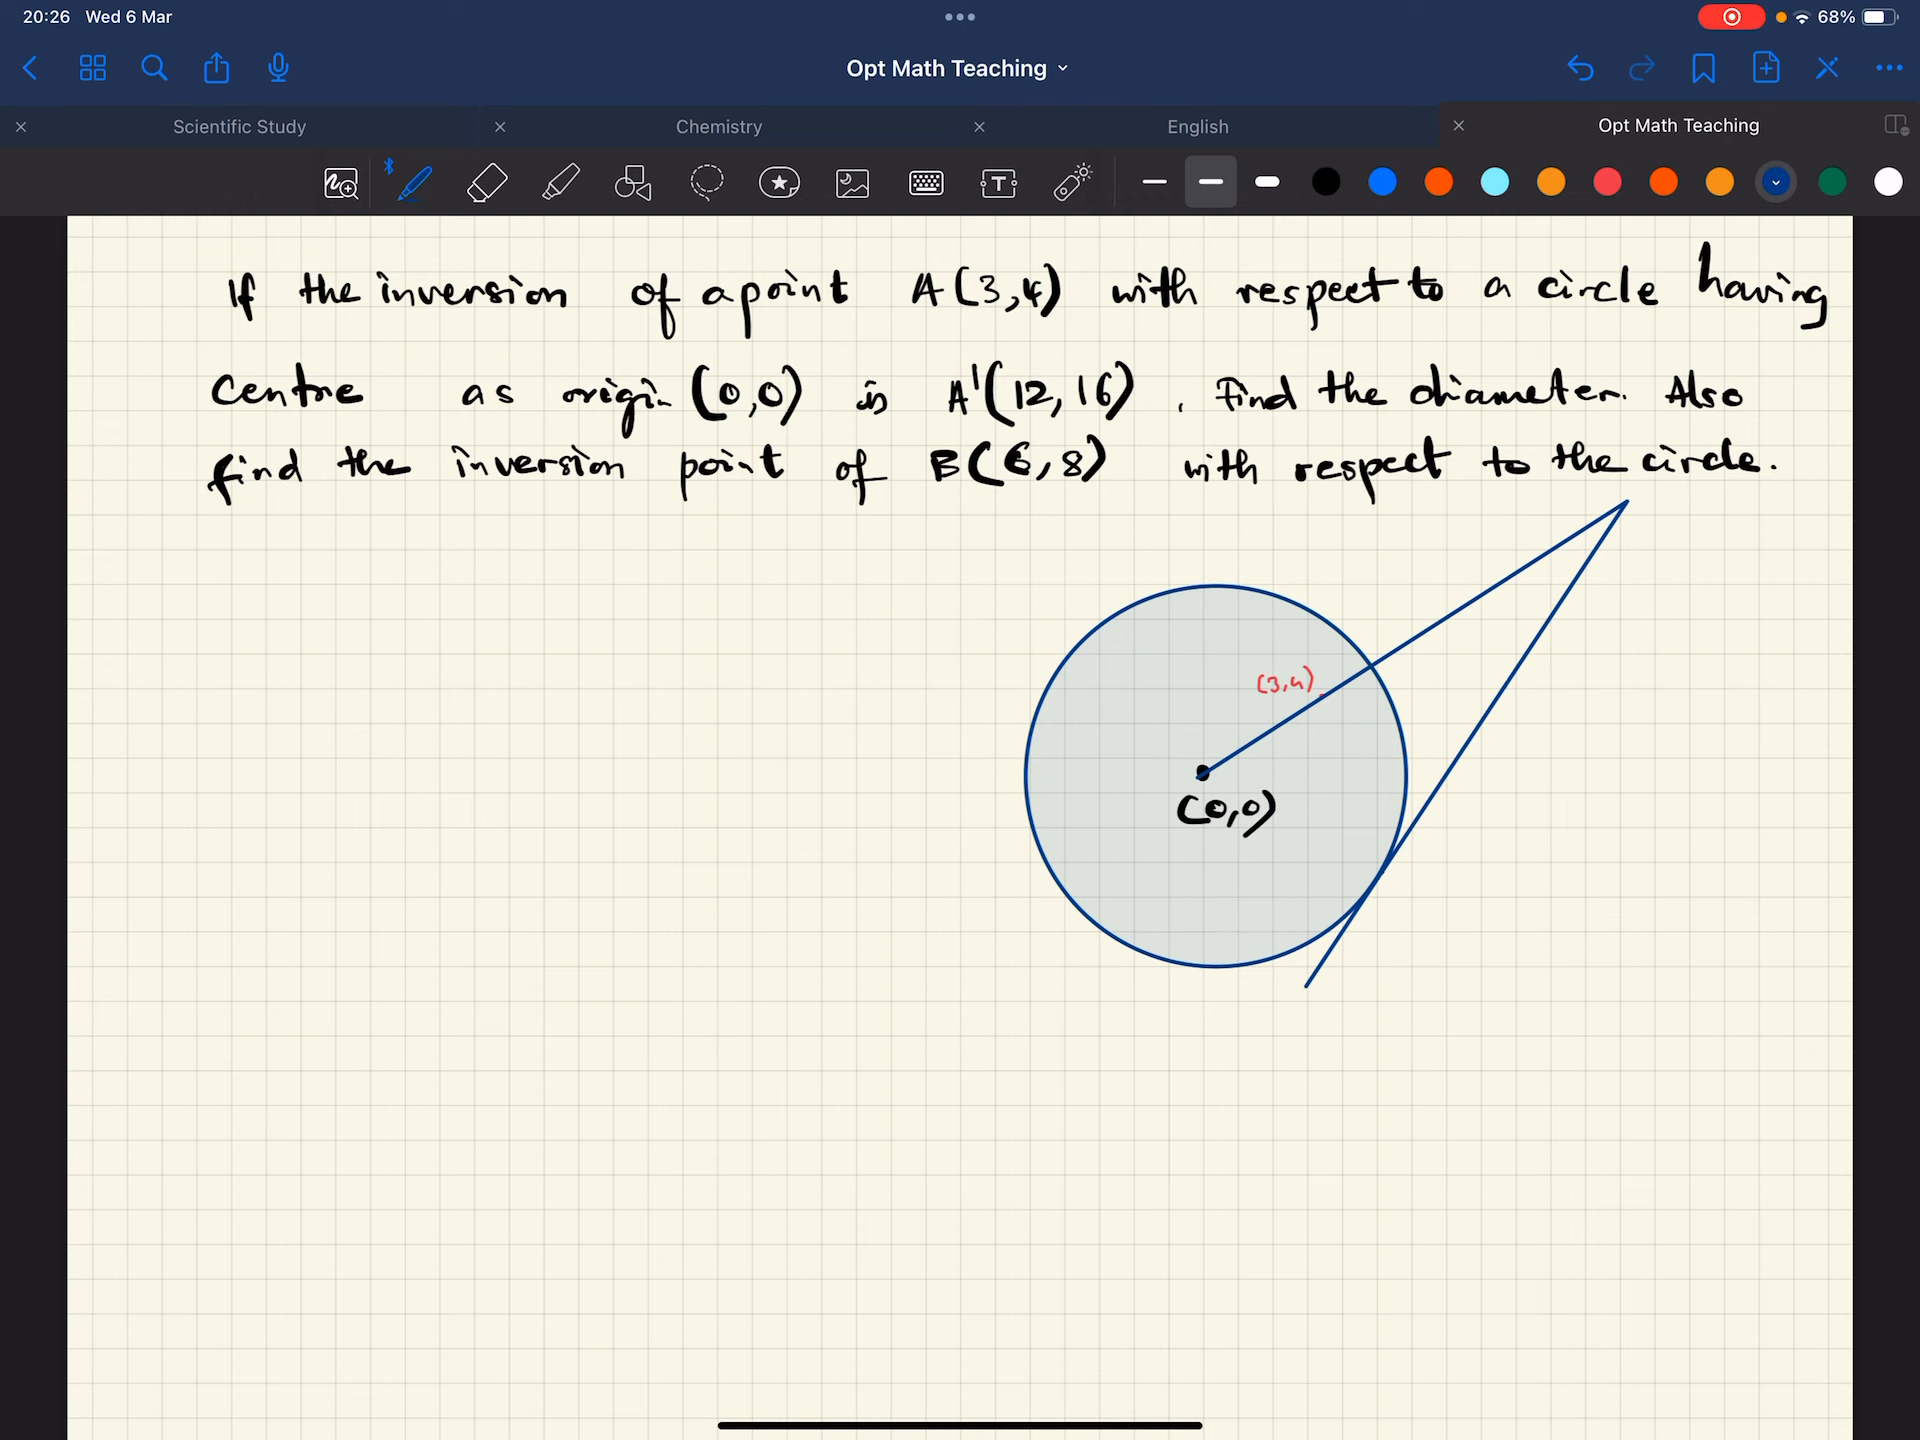 20:26 Wed 6 Mar 68%
Opt Math Teaching
Scientific Study Chemistry English Opt Math Teaching
If the inversion of a point A(3,4) with respect to a circle having
Centre as origin (0,0) is A'(12,16). find the diameter. Also
find the inversion point of B(6,8) with respect to the circle.
(3,4)
(0,0)